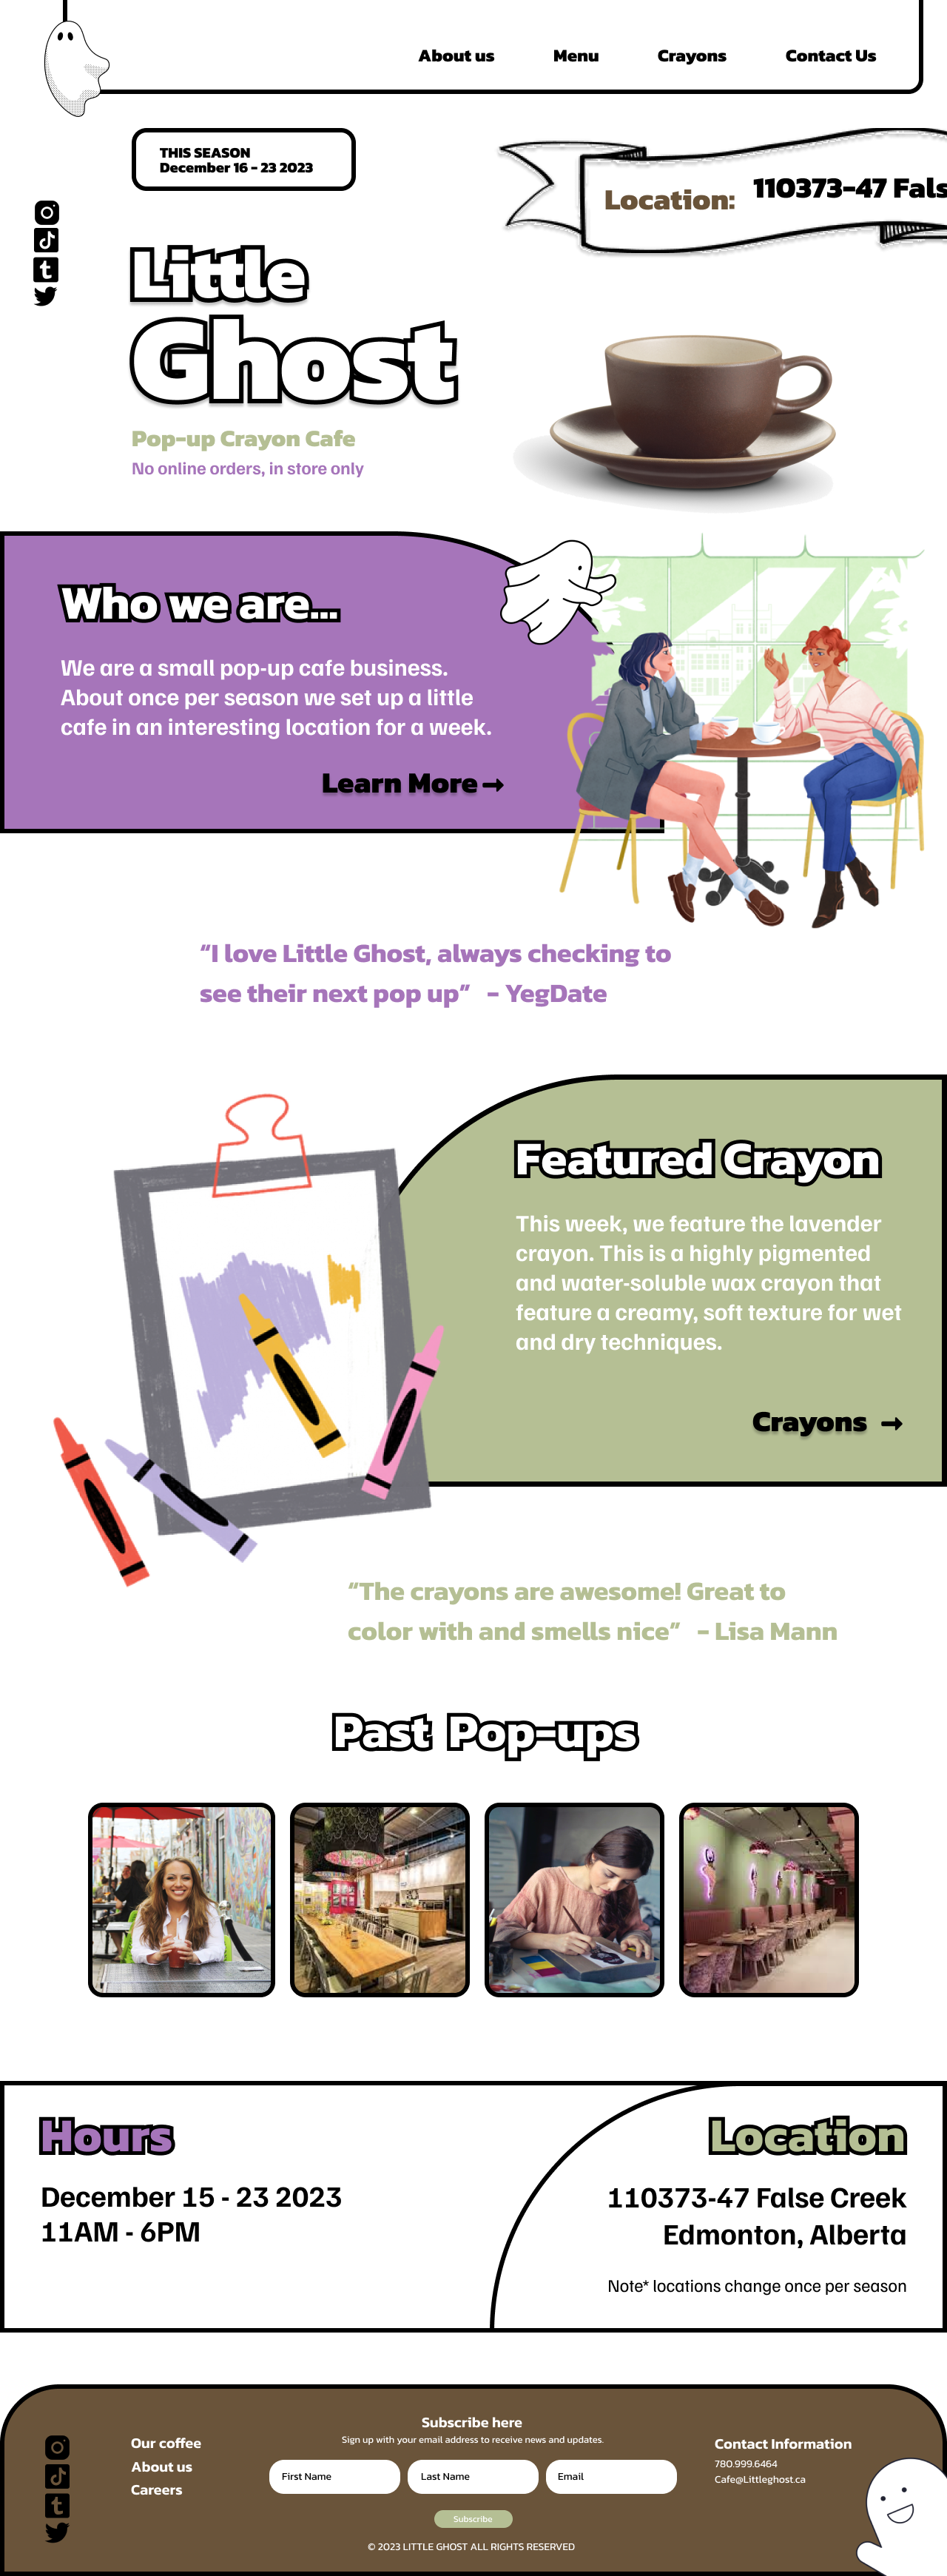 About us
Menu
Crayons
Contact Us
THIS SEASON
December 16 - 23 2023
Location:
110373-47 Fals
Little
Ghost
Pop-up Crayon Cafe
No online orders, in store only
Who we are...
We are a small pop-up cafe business.
About once per season we set up a little
cafe in an interesting location for a week.
Learn More →
“I love Little Ghost, always checking to
see their next pop up” - YegDate
Featured Crayon
This week, we feature the lavender
crayon. This is a highly pigmented
and water-soluble wax crayon that
feature a creamy, soft texture for wet
and dry techniques.
Crayons →
“The crayons are awesome! Great to
color with and smells nice” - Lisa Mann
Past Pop-ups
Hours
December 15 - 23 2023
11AM - 6PM
Location
110373-47 False Creek
Edmonton, Alberta
Note* locations change once per season
Our coffee
About us
Careers
Subscribe here
Sign up with your email address to receive news and updates.
First Name
Last Name
Email
Subscribe
© 2023 LITTLE GHOST ALL RIGHTS RESERVED
Contact Information
780.999.6464
Cafe@Littleghost.ca